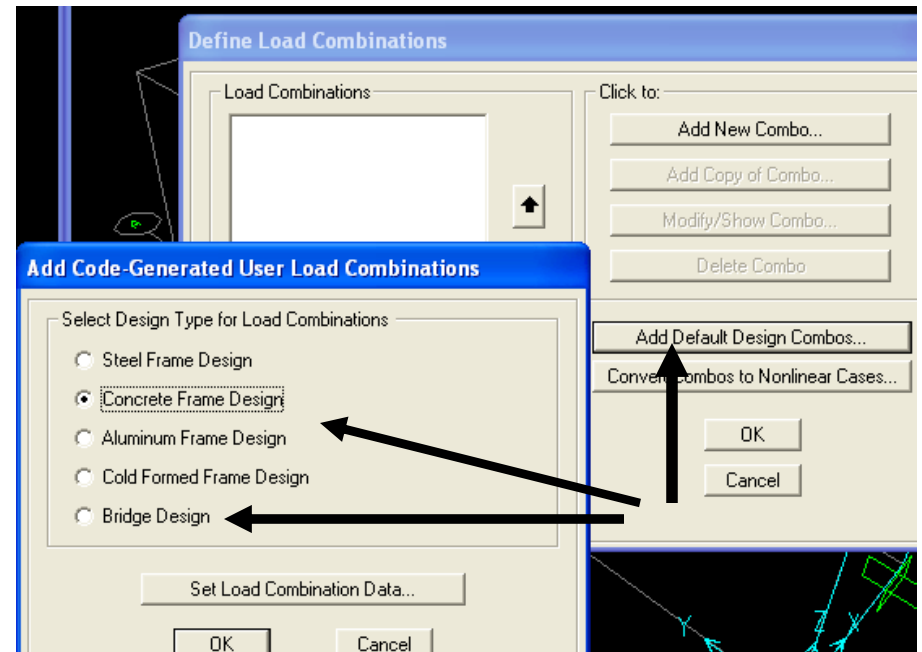 Define Load Combinations
Load Combinations
Click to:
Add New Combo...
Add Copy of Combo...
Modify/Show Combo...
Delete Combo
Add Default Design Combos...
Convert Combos to Nonlinear Cases...
OK
Cancel
Add Code-Generated User Load Combinations
Select Design Type for Load Combinations
Steel Frame Design
Concrete Frame Design
Aluminum Frame Design
Cold Formed Frame Design
Bridge Design
Set Load Combination Data...
OK
Cancel
Y
Z